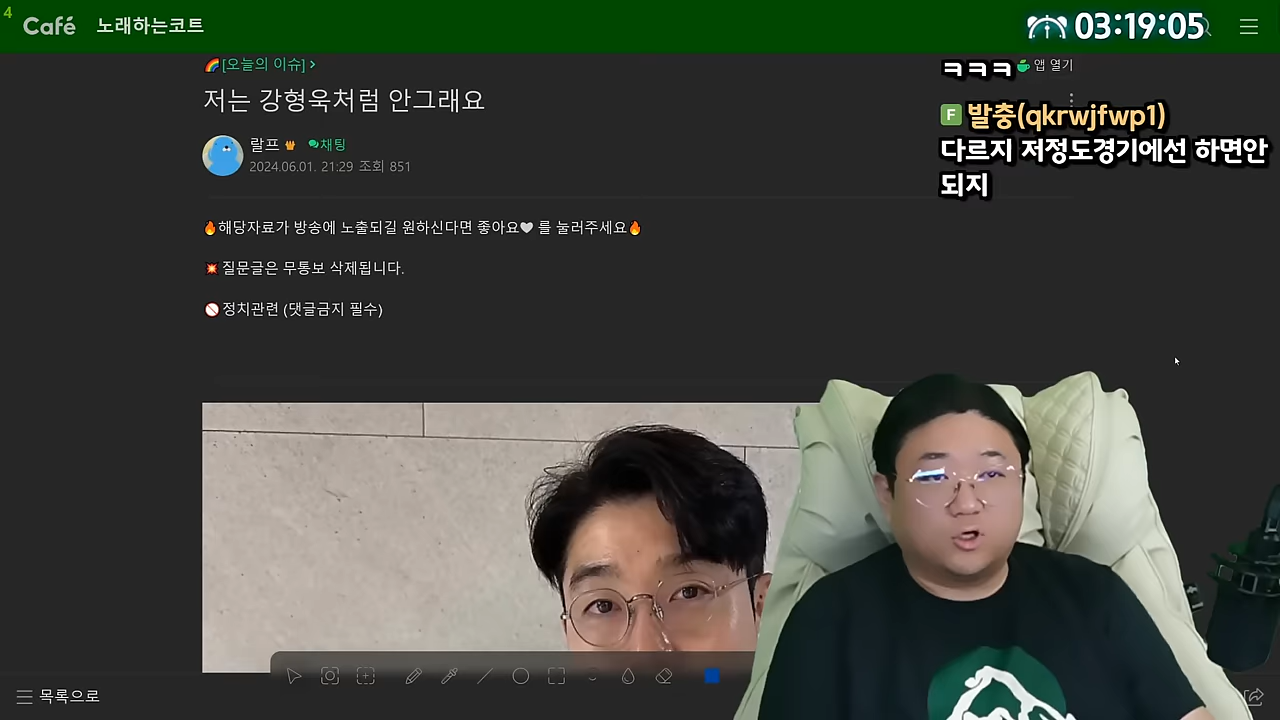 4
Café 노래하는코트
03:19:05
🌈[오늘의 이슈] >
ㅋㅋㅋ
앱 열기
저는 강형욱처럼 안그래요
F 발충(qkrwjfwp1)
다르지 저정도경기에선 하면안
되지
랄프 채팅
2024.06.01. 21:29 조회 851
🔥해당자료가 방송에 노출되길 원하신다면 좋아요🤍 를 눌러주세요🔥
💥 질문글은 무통보 삭제됩니다.
🚫 정치관련 (댓글금지 필수)
목록으로